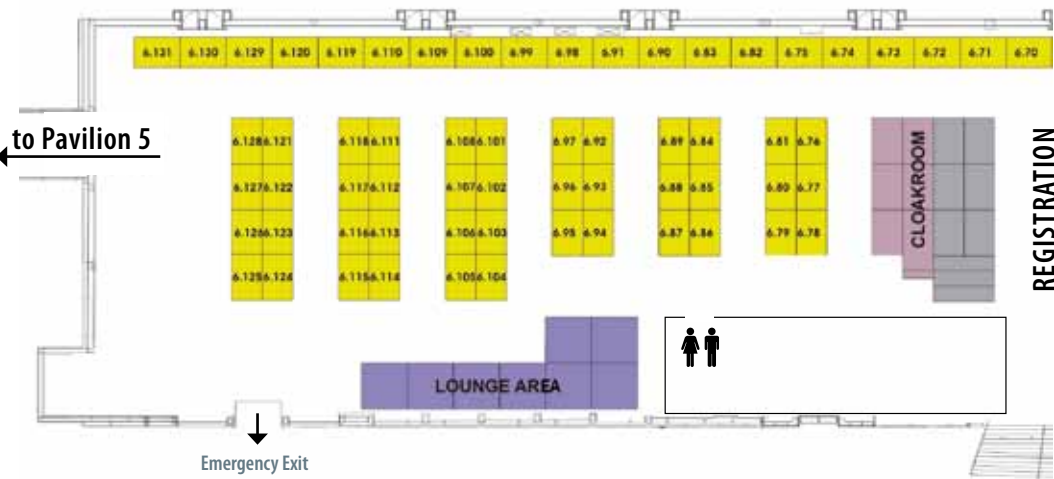 6.131 6.130 6.129 6.120 6.119 6.110 6.109 6.100 6.99 6.98 6.91 6.90 6.83 6.82 6.75 6.74 6.73 6.72 6.71 6.70
to Pavilion 5
6.128 6.121 6.118 6.111 6.108 6.101 6.97 6.92 6.89 6.84 6.81 6.76
6.127 6.122 6.117 6.112 6.107 6.102 6.96 6.93 6.88 6.85 6.80 6.77
6.126 6.123 6.116 6.113 6.106 6.103 6.95 6.94 6.87 6.86 6.79 6.78
6.125 6.124 6.115 6.114 6.105 6.104
CLOAKROOM
REGISTRATION
LOUNGE AREA
Emergency Exit